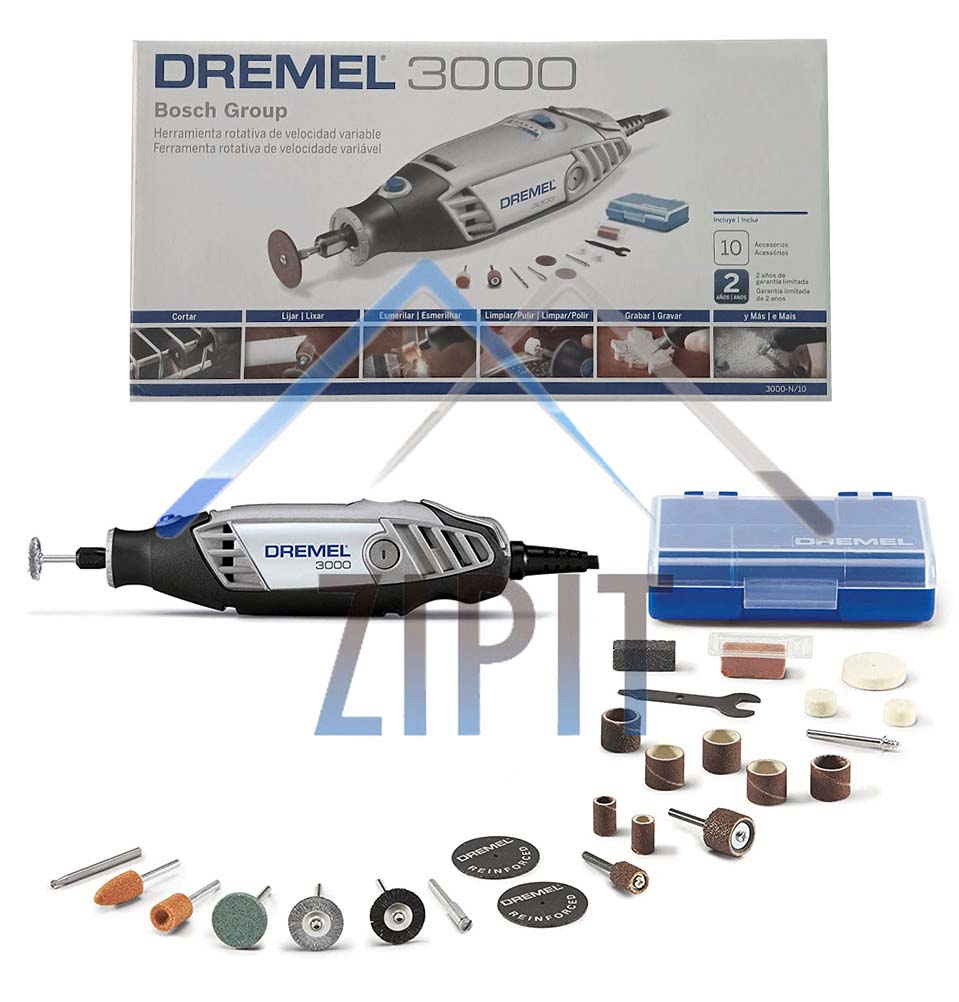 DREMEL 3000
Bosch Group
Herramienta rotativa de velocidad variable
Ferramenta rotativa de velocidade variável
DREMEL
3000
Incluye | Inclui
10
Accesorios
Acessórios
2
AÑOS | ANOS
2 años de
garantía limitada
Garantia limitada
de 2 anos
Cortar
Lijar | Lixar
Esmerilar | Esmerilhar
Limpiar/Pulir | Limpar/Polir
Grabar | Gravar
y Más | e Mais
3000-N/10
DREMEL
3000
DREMEL
ZIPIT
DREMEL
REINFORCED
DREMEL
REINFORCED